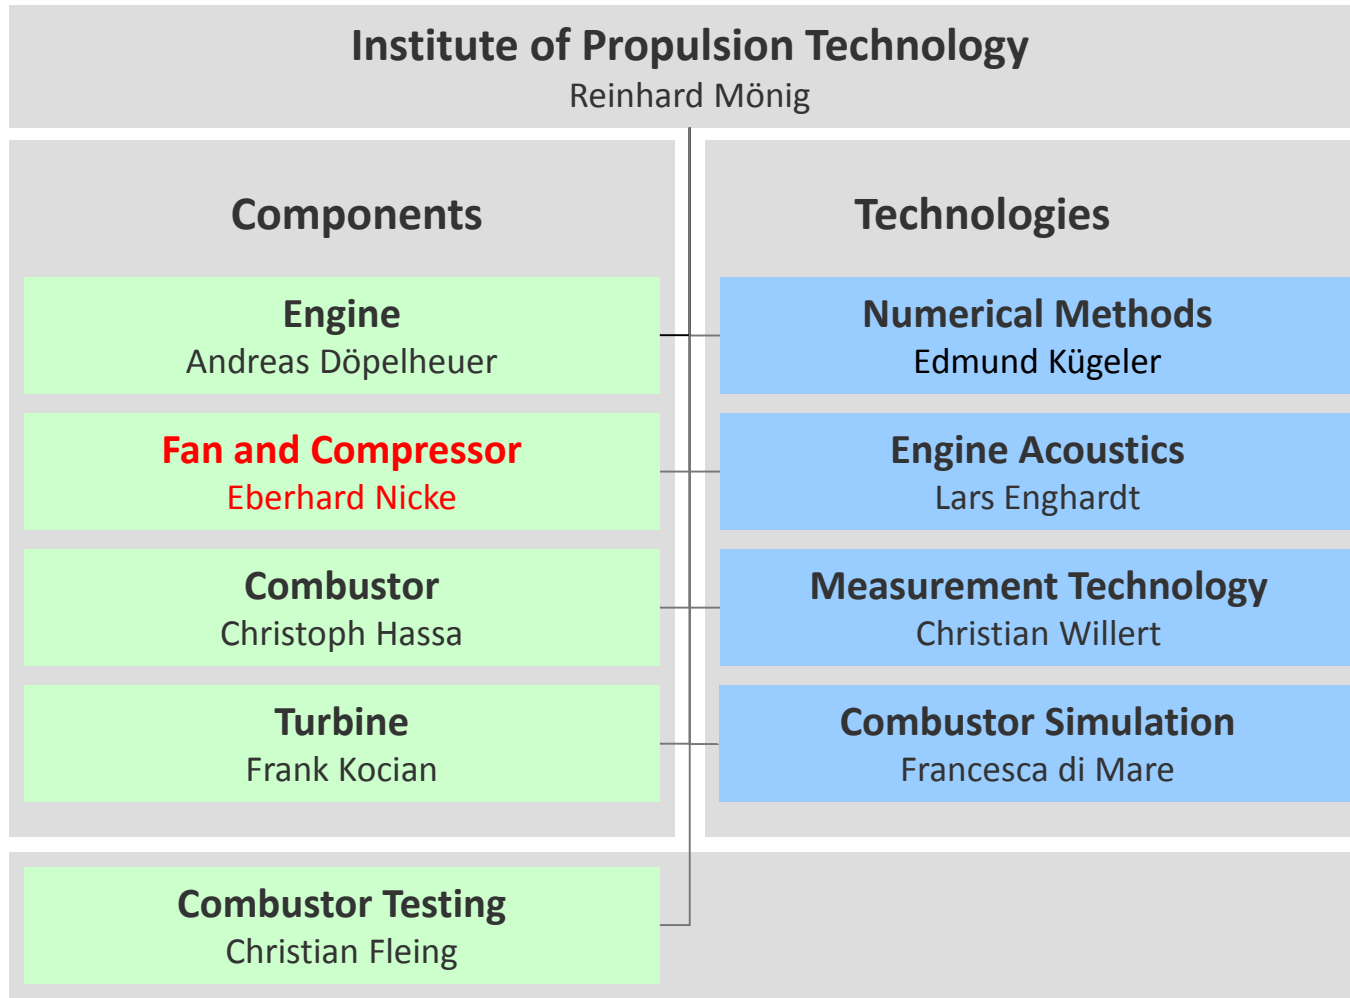 Institute of Propulsion Technology
Reinhard Mönig
Components
Engine
Andreas Döpelheuer
Fan and Compressor
Eberhard Nicke
Combustor
Christoph Hassa
Turbine
Frank Kocian
Technologies
Numerical Methods
Edmund Kügeler
Engine Acoustics
Lars Enghardt
Measurement Technology
Christian Willert
Combustor Simulation
Francesca di Mare
Combustor Testing
Christian Fleing